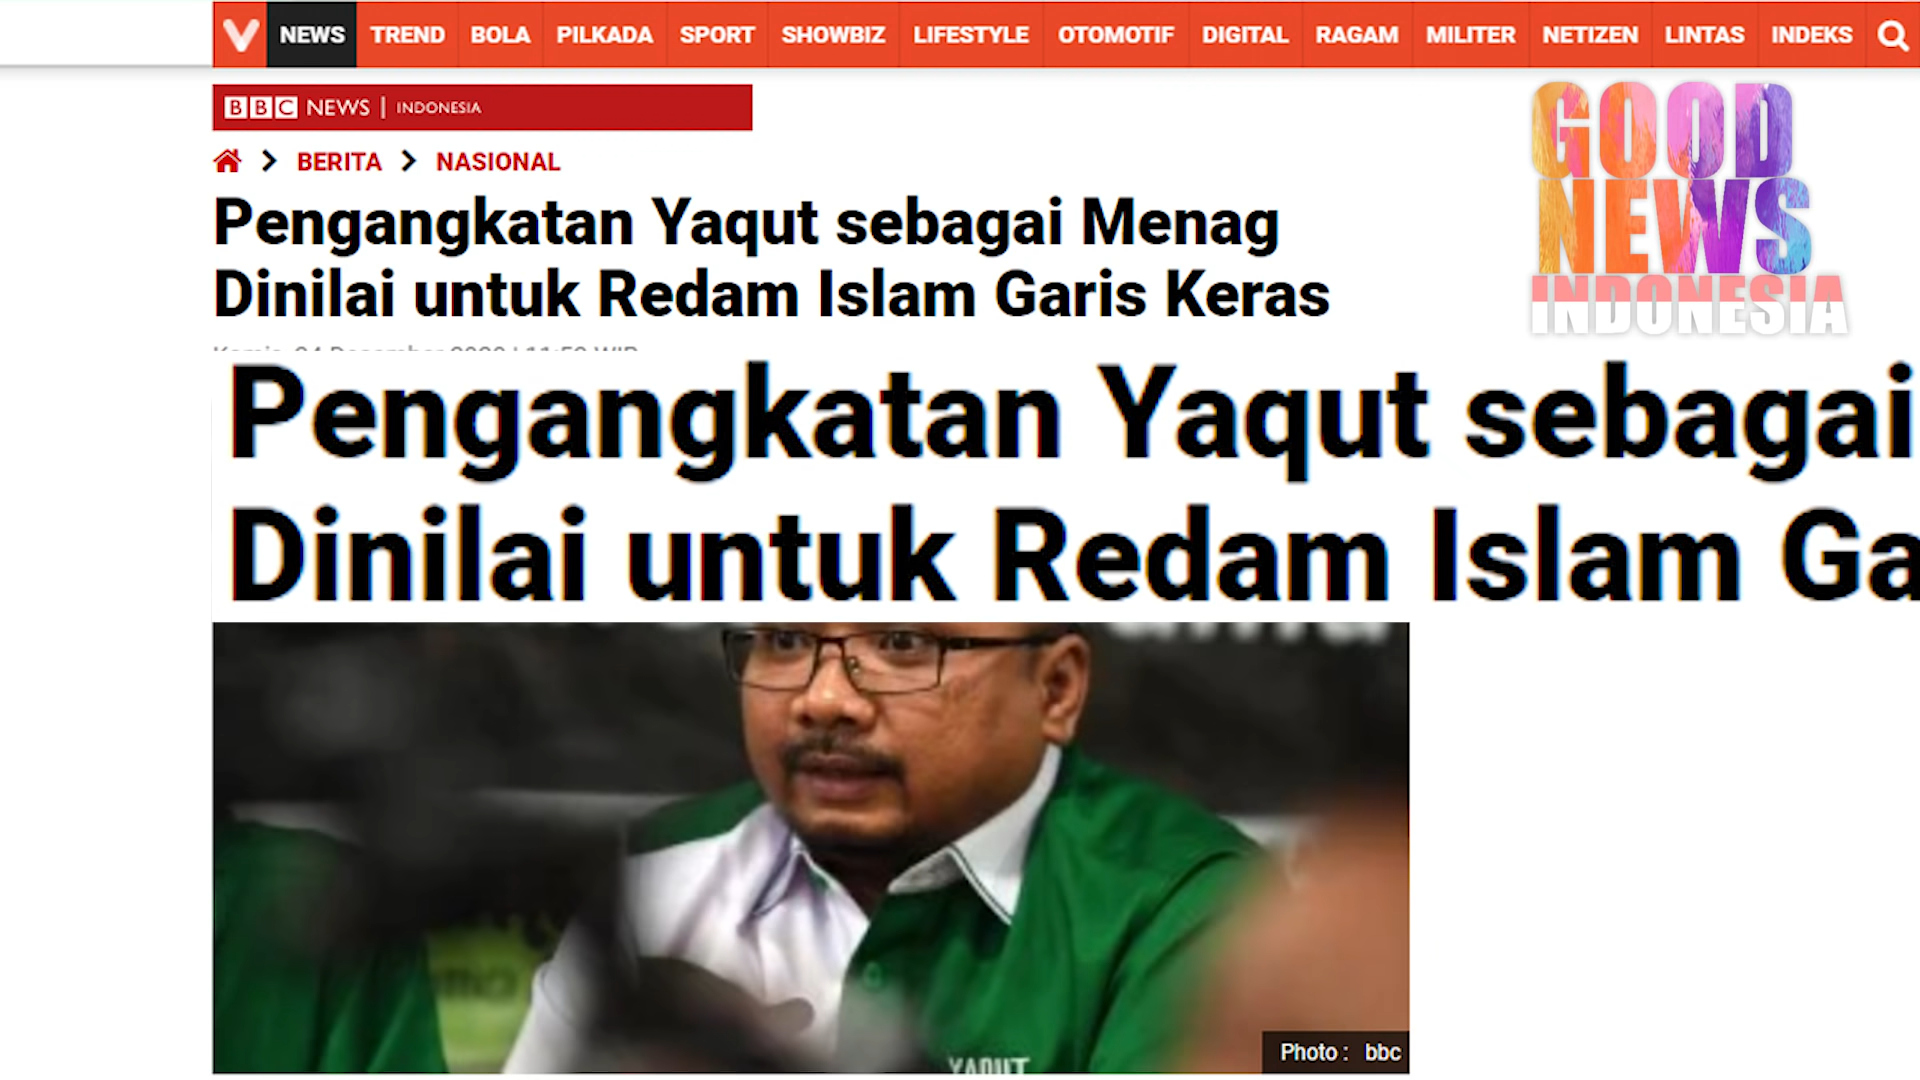 V NEWS TREND BOLA PILKADA SPORT SHOWBIZ LIFESTYLE OTOMOTIF DIGITAL RAGAM MILITER NETIZEN LINTAS INDEKS
BBC NEWS | INDONESIA
BERITA NASIONAL
Pengangkatan Yaqut sebagai Menag
Dinilai untuk Redam Islam Garis Keras
GOOD
NEWS
INDONESIA
Pengangkatan Yaqut sebagai
Dinilai untuk Redam Islam Ga
YAQUT
Photo : bbc